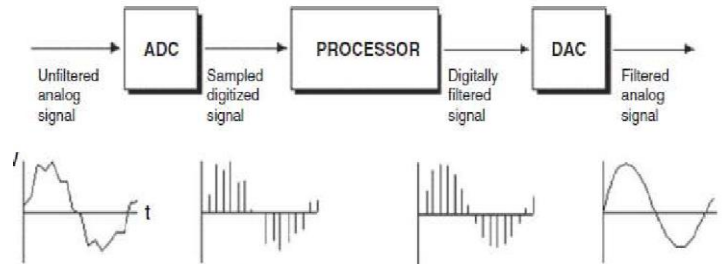 ADC
PROCESSOR
DAC
Unfiltered
analog
signal
Sampled
digitized
signal
Digitally
filtered
signal
Filtered
analog
signal
t